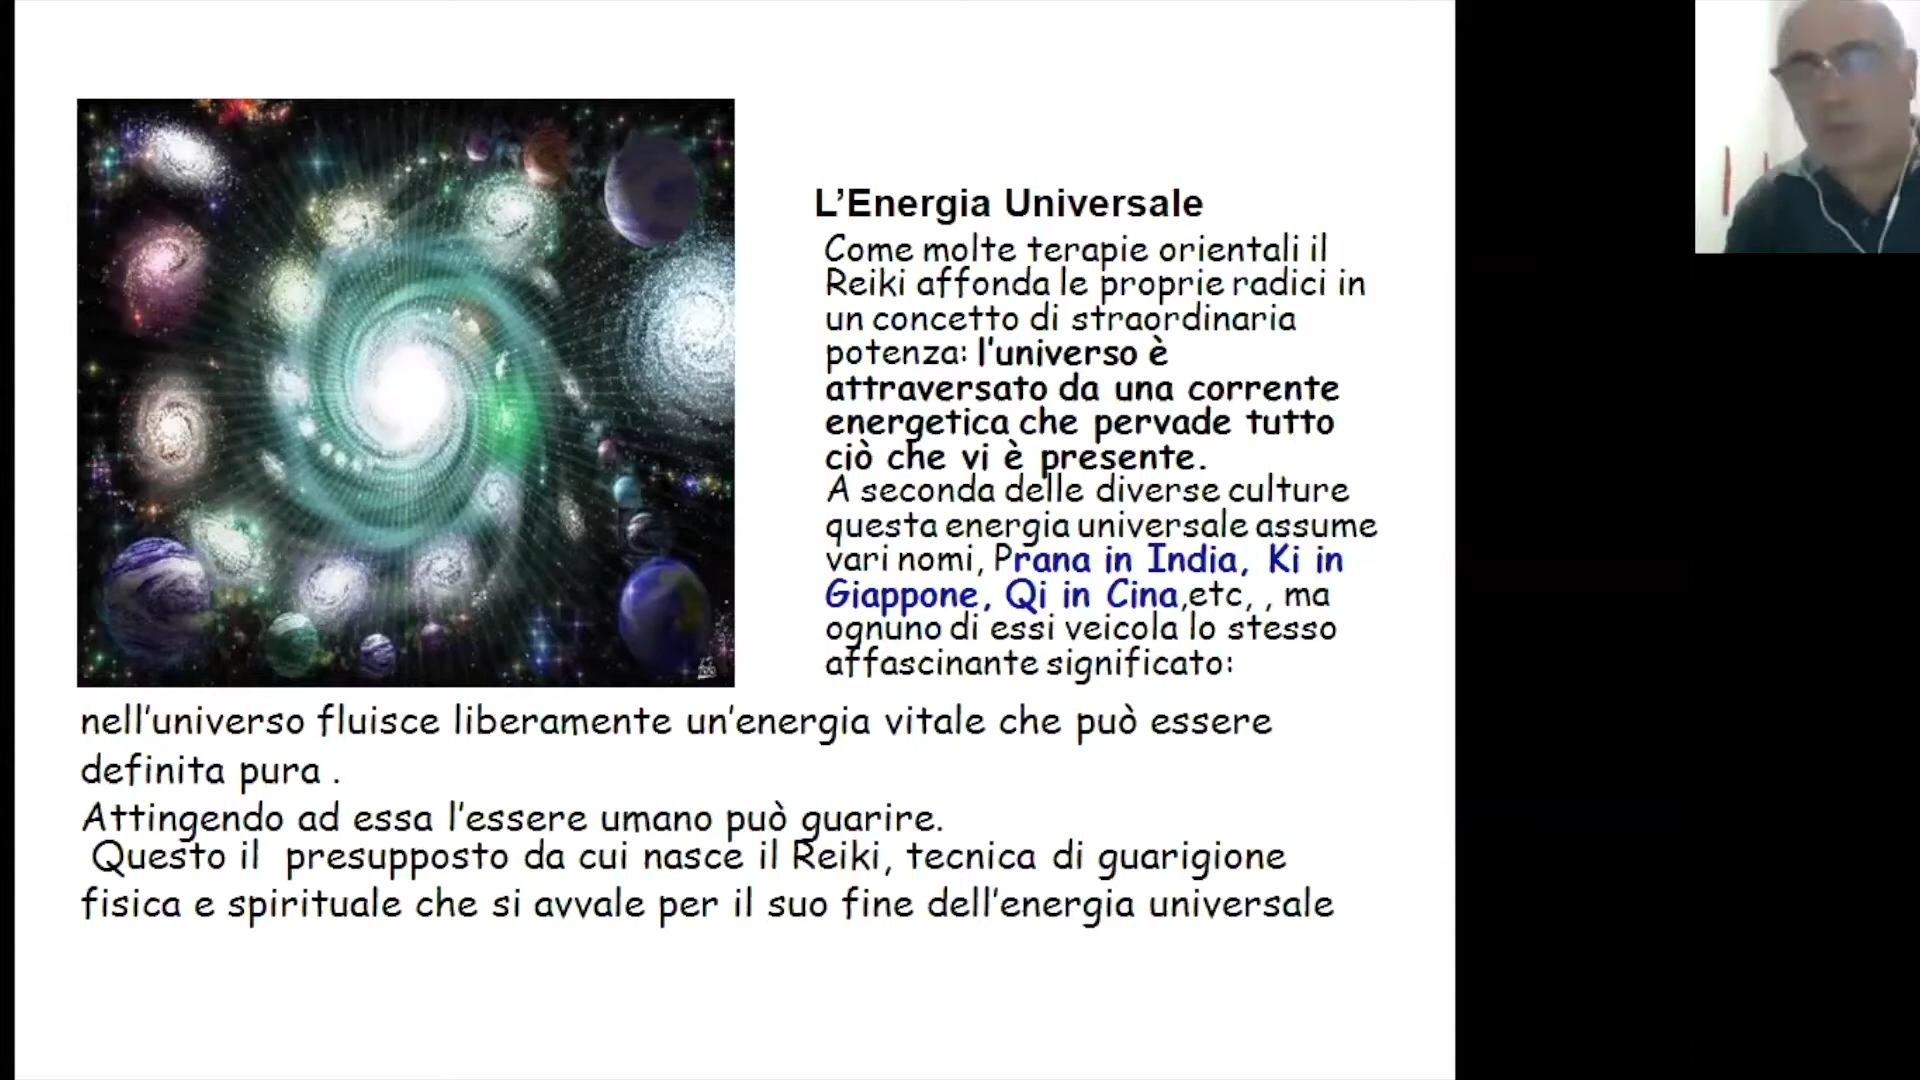 L’Energia Universale
Come molte terapie orientali il
Reiki affonda le proprie radici in
un concetto di straordinaria
potenza: l’universo è
attraversato da una corrente
energetica che pervade tutto
ciò che vi è presente.
A seconda delle diverse culture
questa energia universale assume
vari nomi, Prana in India, Ki in
Giappone, Qi in Cina,etc, , ma
ognuno di essi veicola lo stesso
affascinante significato:
nell’universo fluisce liberamente un’energia vitale che può essere
definita pura .
Attingendo ad essa l’essere umano può guarire.
Questo il presupposto da cui nasce il Reiki, tecnica di guarigione
fisica e spirituale che si avvale per il suo fine dell’energia universale